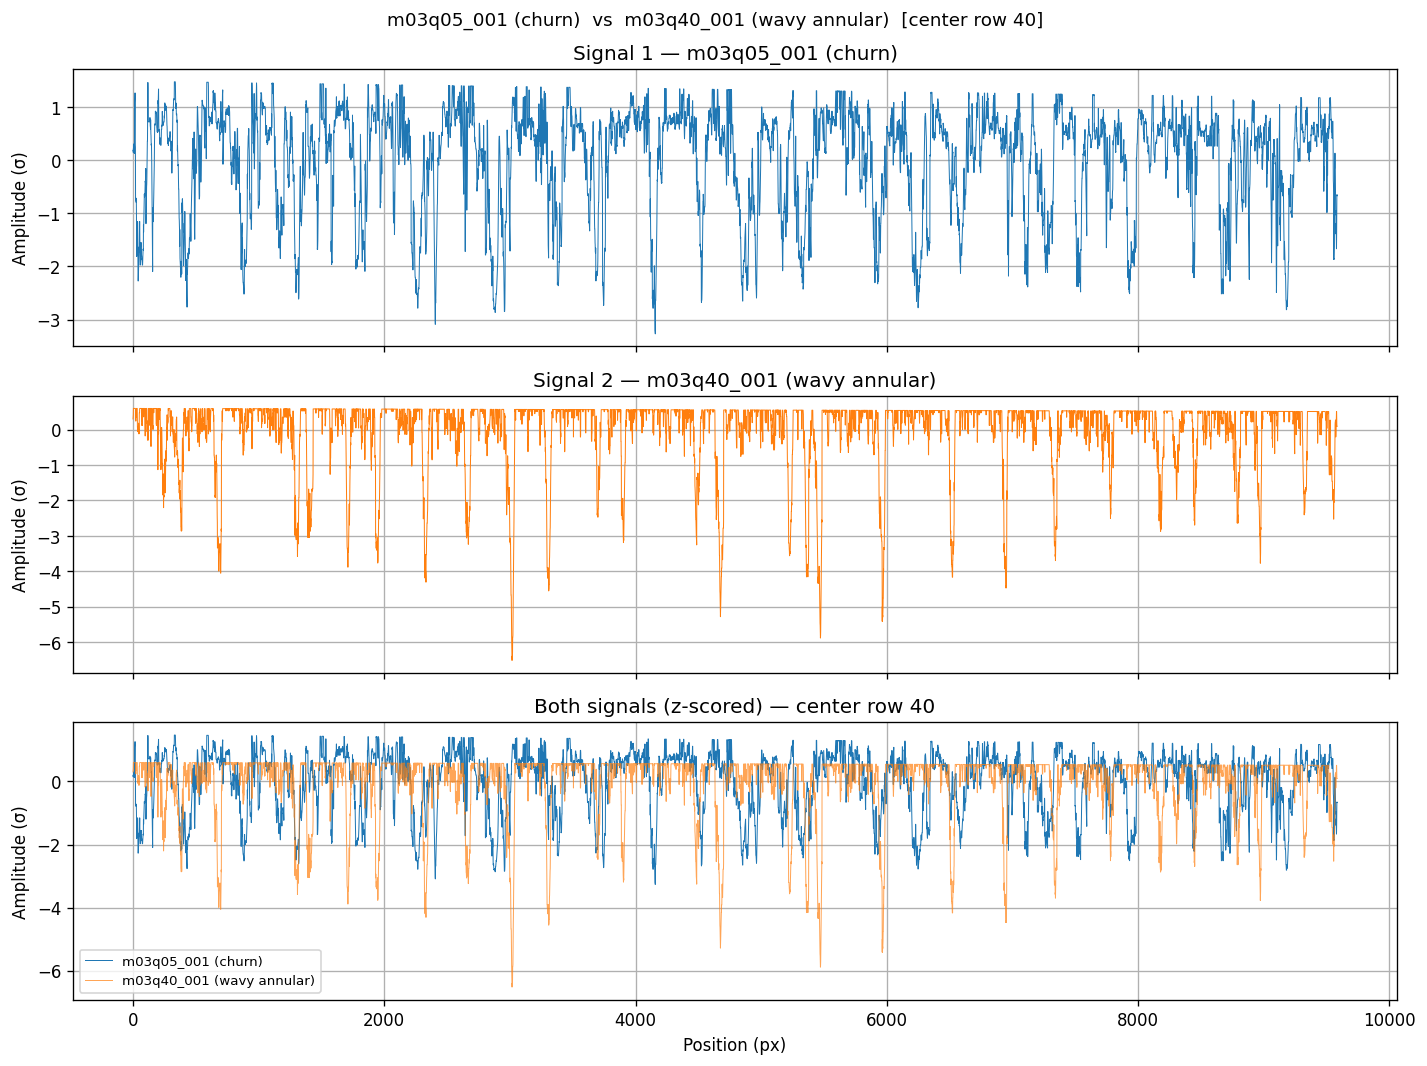 m03q05_001 (churn)  vs  m03q40_001 (wavy annular)  [center row 40]
Signal 1 — m03q05_001 (churn)
Amplitude (σ)
1
0
−1
−2
−3
Signal 2 — m03q40_001 (wavy annular)
Amplitude (σ)
0
−1
−2
−3
−4
−5
−6
Both signals (z-scored) — center row 40
Amplitude (σ)
0
−2
−4
−6
m03q05_001 (churn)
m03q40_001 (wavy annular)
0 2000 4000 6000 8000 10000
Position (px)